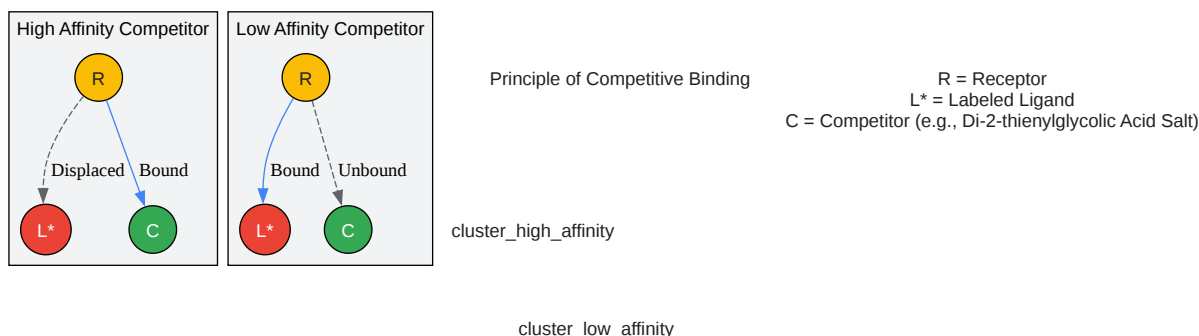 High Affinity Competitor
R
Displaced
Bound
L*
C
Low Affinity Competitor
R
Bound
Unbound
L*
C
Principle of Competitive Binding
R = Receptor
L* = Labeled Ligand
C = Competitor (e.g., Di-2-thienylglycolic Acid Salt)
cluster_high_affinity
cluster_low_affinity